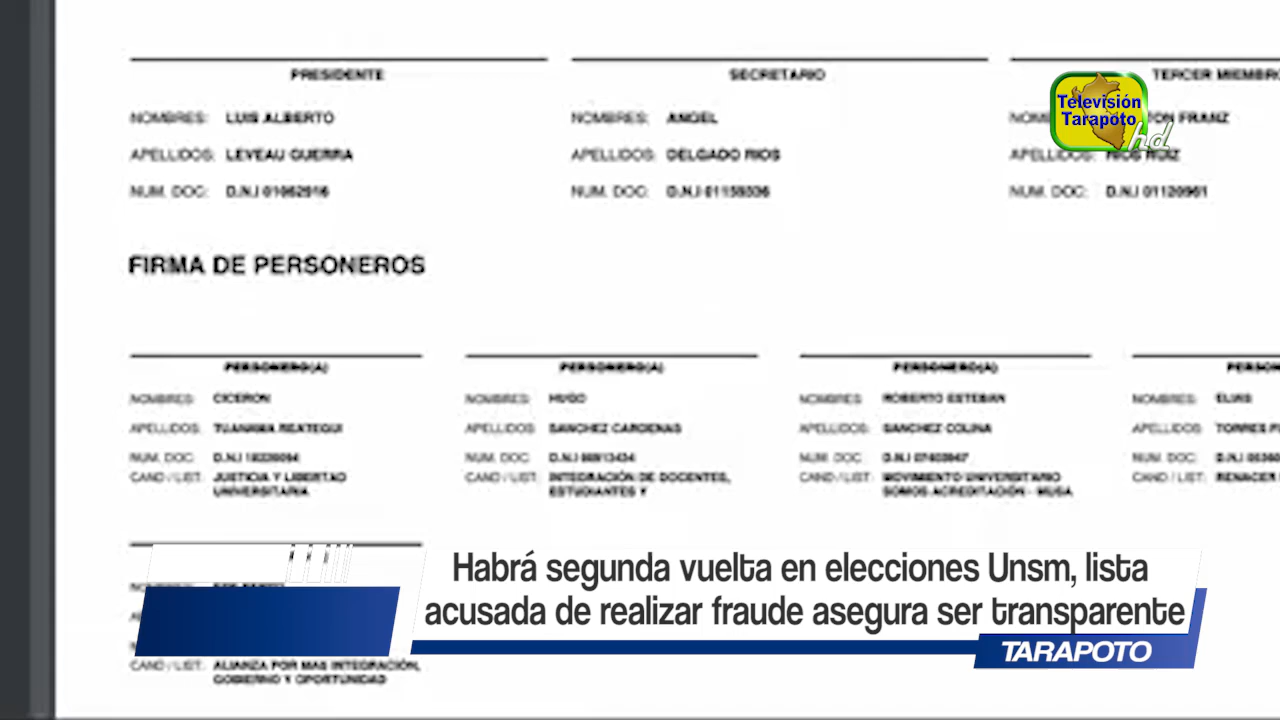 PRESIDENTE SECRETARIO TERCER MIEMBRO
Televisión
Tarapoto
hd
NOMBRES: LUIS ALBERTO NOMBRES: ANGEL FRANZ
APELLIDOS: LEVEAU GUERRA APELLIDOS: DELGADO RIOS APELLIDOS: RIOS RUIZ
NUM. DOC: D.N.I NUM. DOC: D.N.I NUM. DOC: D.N.I
FIRMA DE PERSONEROS
PERSONERO(A) PERSONERO(A) PERSONERO(A)
NOMBRES: CICERON NOMBRES: HUGO NOMBRES: ROBERTO ESTEBAN NOMBRES: ELIAS
APELLIDOS: TUANAMA REATEGUI APELLIDOS: SANCHEZ CARDENAS APELLIDOS: SANCHEZ COLINA APELLIDOS: TORRES
NUM. DOC: D.N.I NUM. DOC: D.N.I NUM. DOC: D.N.I NUM. DOC: D.N.I
CAND / LIST: JUSTICIA Y LIBERTAD CAND / LIST: INTEGRACIÓN DE DOCENTES, CAND / LIST: MOVIMIENTO UNIVERSITARIO CAND / LIST: RENACER
UNIVERSITARIA ESTUDIANTES Y SOMOS ACREDITACIÓN - MUSA
Habrá segunda vuelta en elecciones Unsm, lista
acusada de realizar fraude asegura ser transparente
TARAPOTO
CAND / LIST: ALIANZA POR MAS INTEGRACIÓN,
GOBIERNO Y OPORTUNIDAD